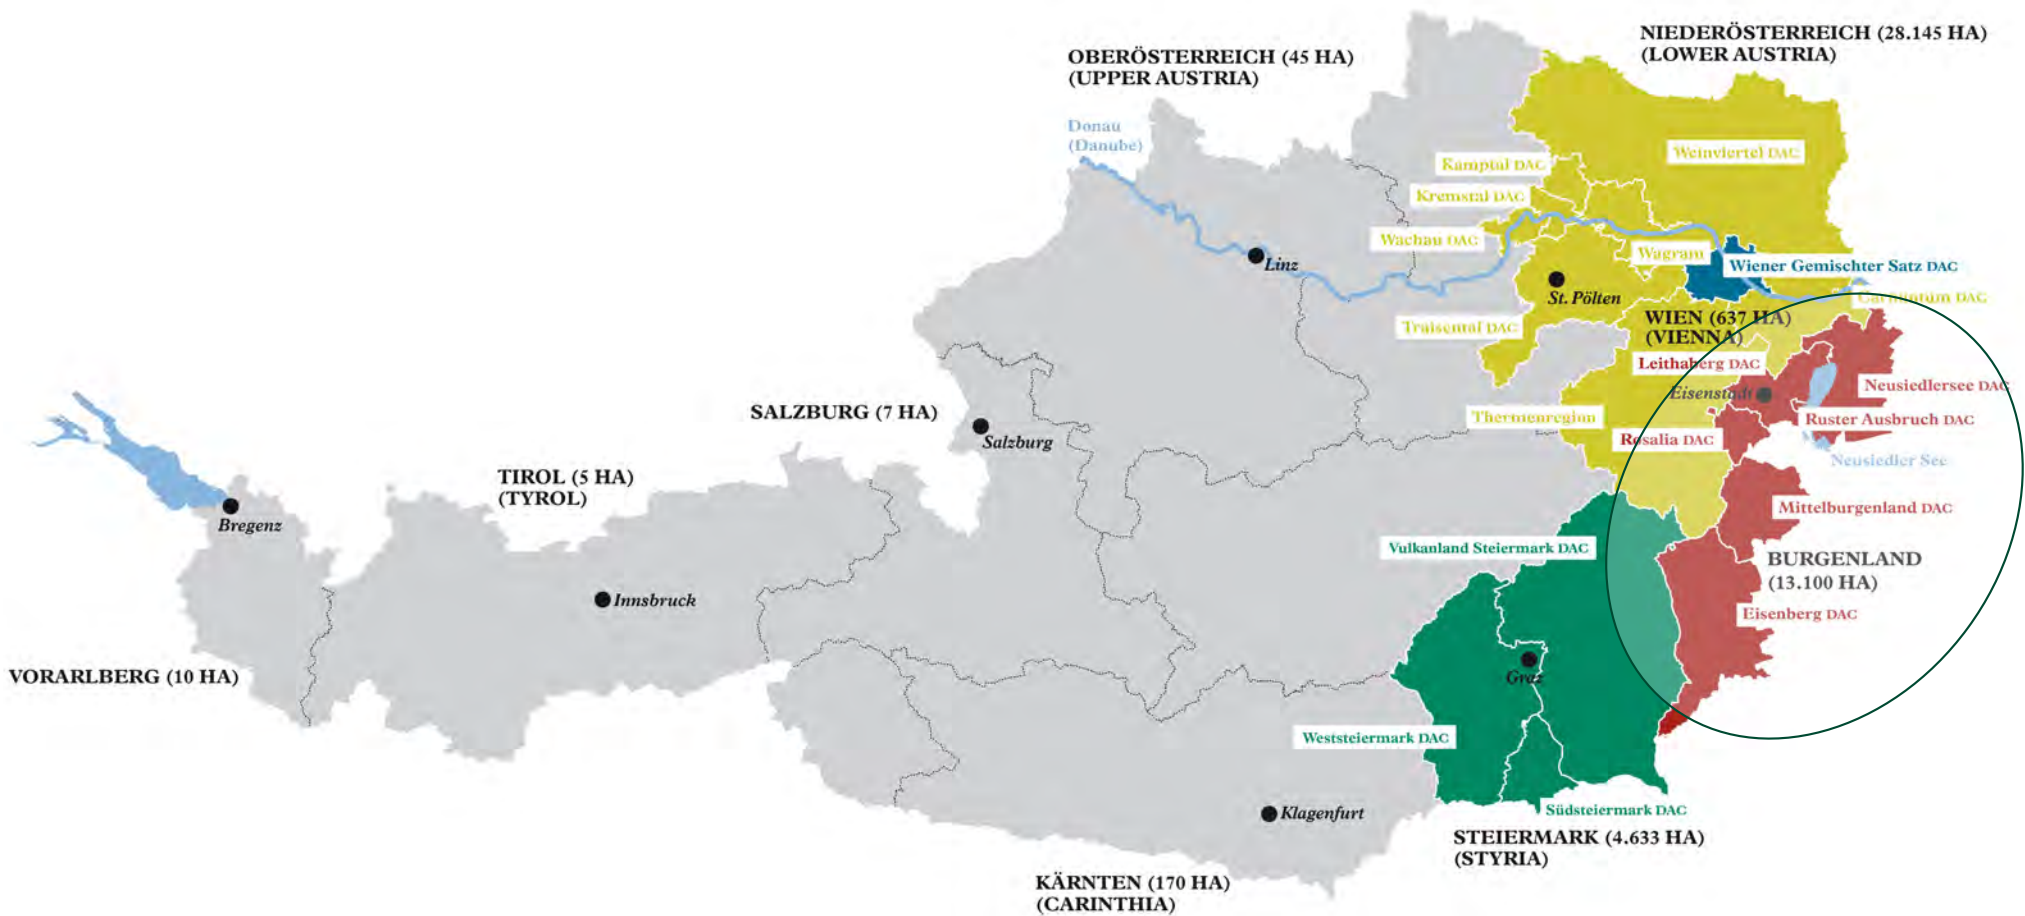 NIEDERÖSTERREICH (28.145 HA)
(LOWER AUSTRIA)
OBERÖSTERREICH (45 HA)
(UPPER AUSTRIA)
Donau
(Danube)
Weinviertel DAC
Kamptal DAC
Kremstal DAC
Wachau DAC
Wagram
Linz
Wiener Gemischter Satz DAC
St. Pölten
Carnuntum DAC
Traisental DAC
WIEN (637 HA)
(VIENNA)
Leithaberg DAC
Eisenstadt
Neusiedlersee DAC
SALZBURG (7 HA)
Salzburg
Thermenregion
Ruster Ausbruch DAC
Rosalia DAC
Neusiedler See
TIROL (5 HA)
(TYROL)
Bregenz
Mittelburgenland DAC
Vulkanland Steiermark DAC
BURGENLAND
(13.100 HA)
Innsbruck
Eisenberg DAC
VORARLBERG (10 HA)
Graz
Weststeiermark DAC
Klagenfurt
Südsteiermark DAC
STEIERMARK (4.633 HA)
(STYRIA)
KÄRNTEN (170 HA)
(CARINTHIA)